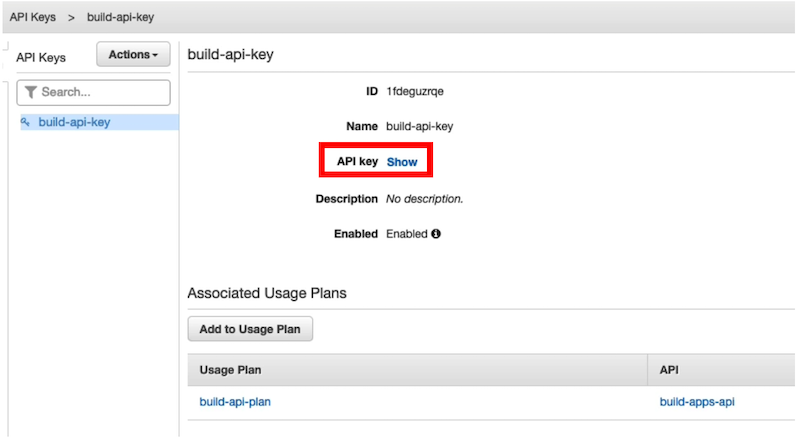 API Keys > build-api-key
API Keys
Actions
Search...
build-api-key
build-api-key
ID 1fdeguzrqe
Name build-api-key
API key Show
Description No description.
Enabled Enabled
Associated Usage Plans
Add to Usage Plan
Usage Plan API
build-api-plan build-apps-api